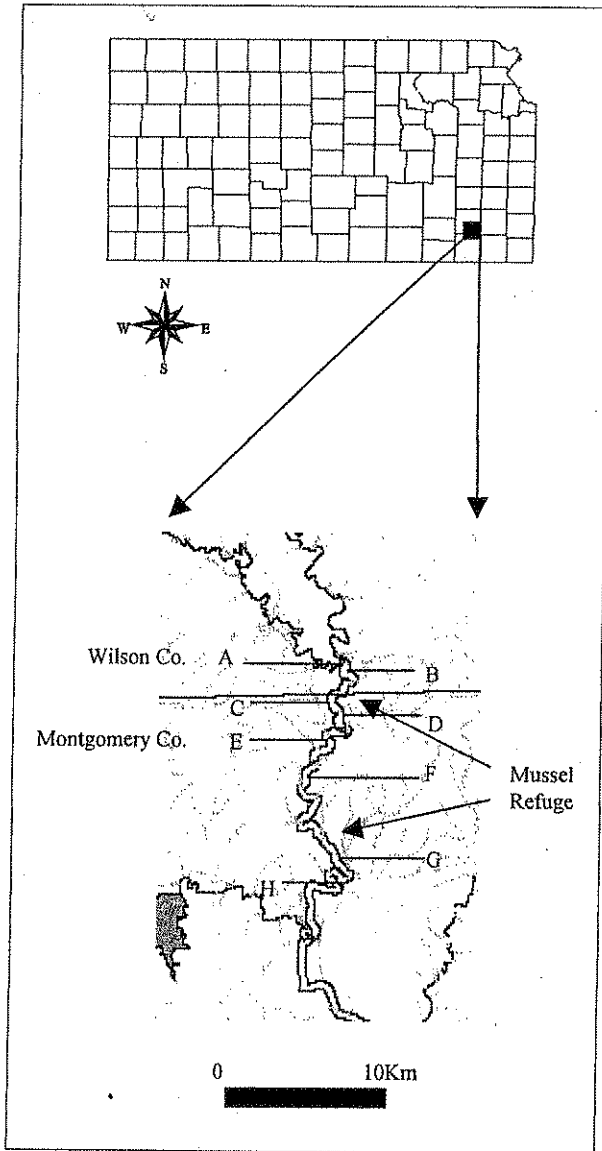 N
W E
S
Wilson Co. A
B
C
D
Montgomery Co. E
F
Mussel
Refuge
G
H
0 10Km